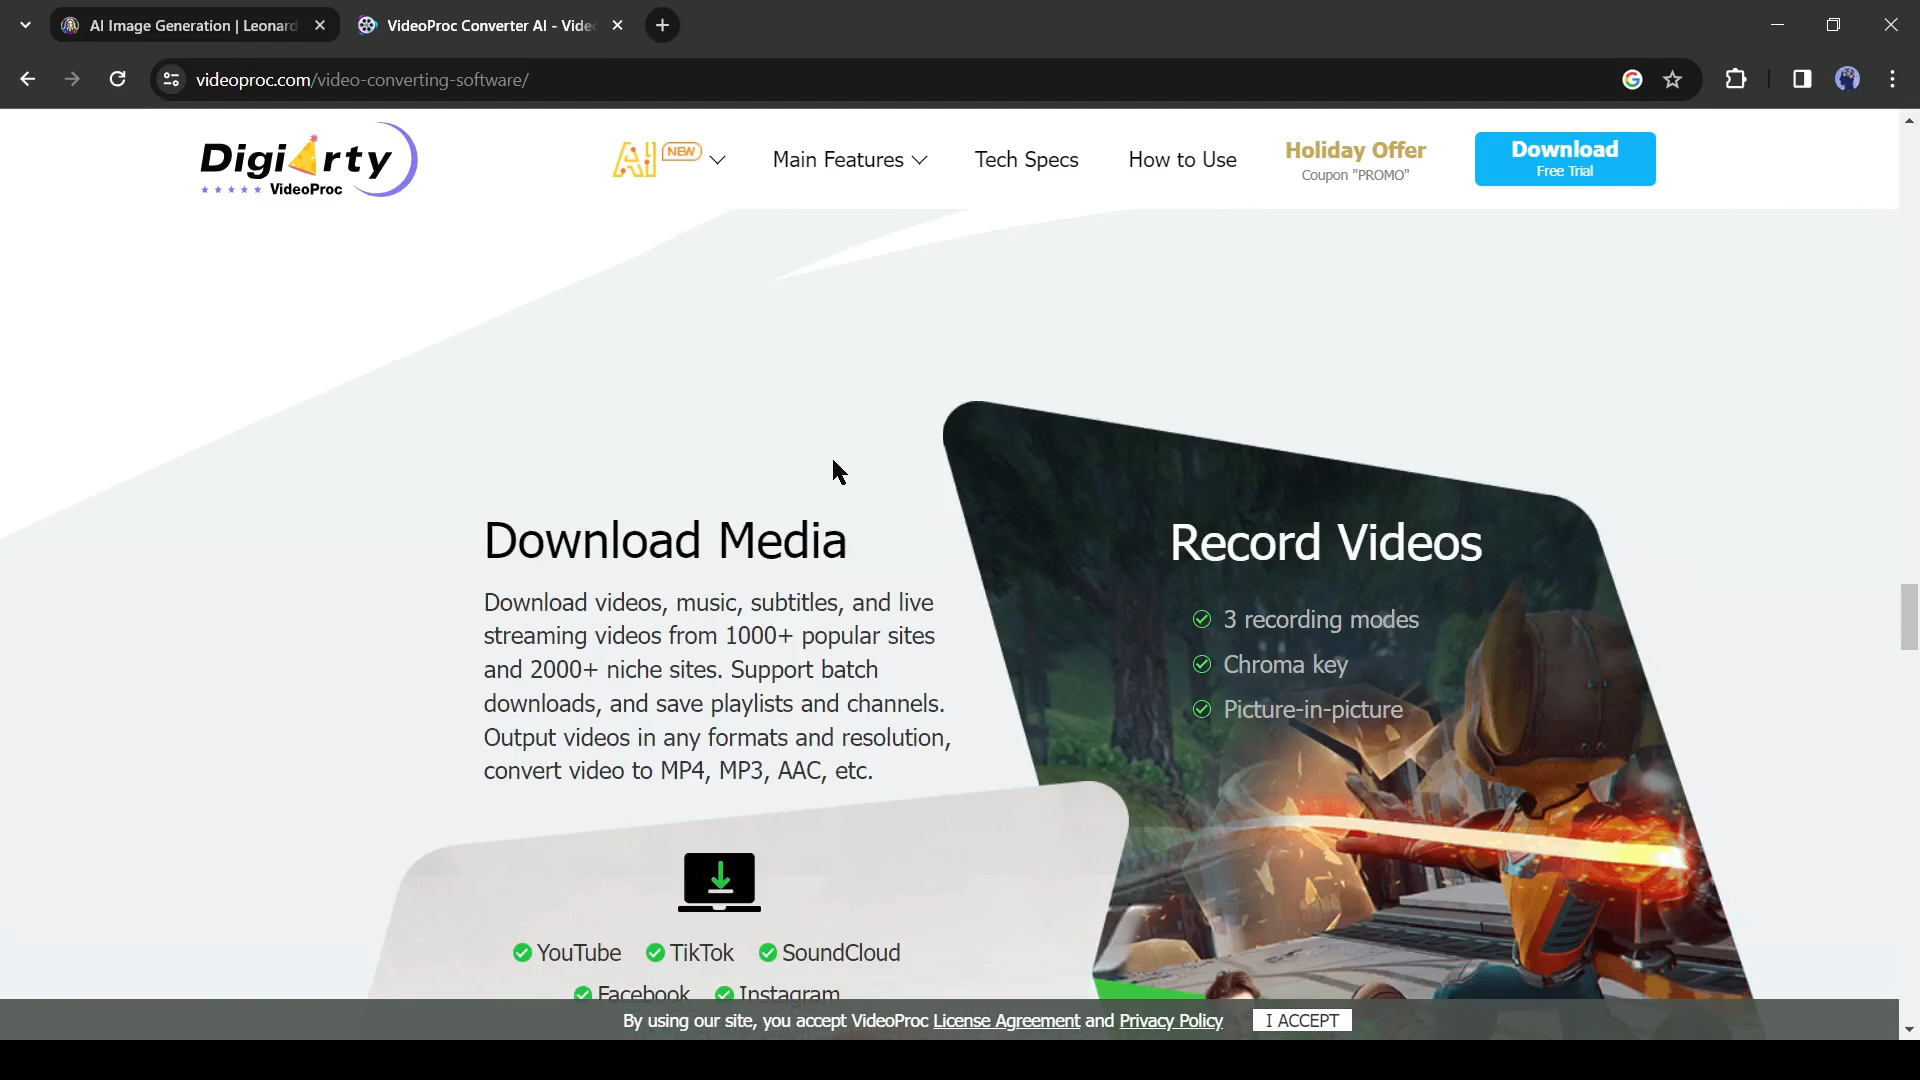 AI Image Generation | Leonard
VideoProc Converter AI - Vide
videoproc.com/video-converting-software/
DigiArty
VideoProc
AI NEW
Main Features
Tech Specs
How to Use
Holiday Offer
Coupon "PROMO"
Download
Free Trial
Download Media
Download videos, music, subtitles, and live
streaming videos from 1000+ popular sites
and 2000+ niche sites. Support batch
downloads, and save playlists and channels.
Output videos in any formats and resolution,
convert video to MP4, MP3, AAC, etc.
YouTube TikTok SoundCloud
Facebook Instagram
Record Videos
3 recording modes
Chroma key
Picture-in-picture
By using our site, you accept VideoProc License Agreement and Privacy Policy I ACCEPT